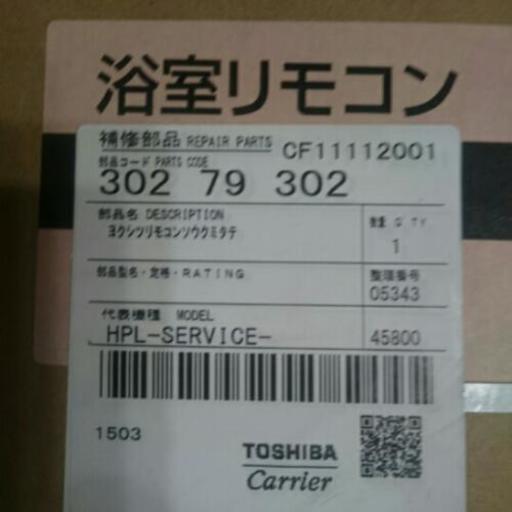 浴室リモコン
補修部品 REPAIR PARTS CF11112001
部品コード PARTS CODE
302 79 302
部品名 DESCRIPTION
ヨクシツリモコンソウクミタテ
数量 Q'TY
1
部品型名・定格・RATING
整理番号
05343
代表機種 MODEL
HPL-SERVICE-
45800
1503
TOSHIBA
Carrier